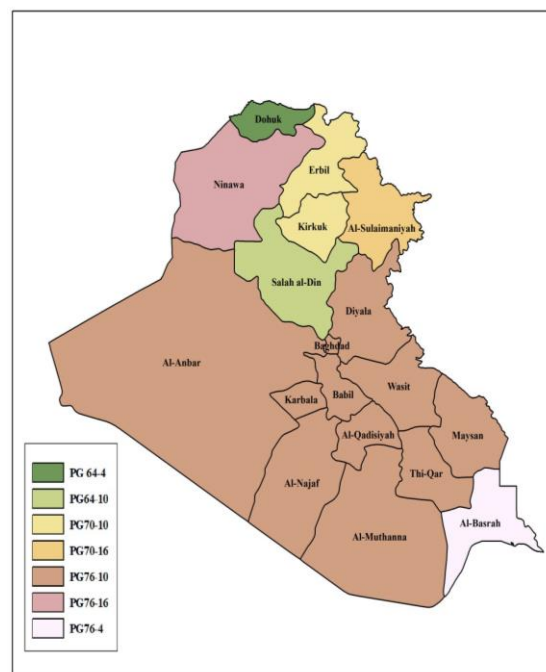 Dohuk
Ninawa
Erbil
Kirkuk
Al-Sulaimaniyah
Salah al-Din
Diyala
Baghdad
Al-Anbar
Karbala
Babil
Wasit
Al-Qadisiyah
Maysan
Al-Najaf
Thi-Qar
Al-Basrah
Al-Muthanna
PG 64-4
PG64-10
PG70-10
PG70-16
PG76-10
PG76-16
PG76-4